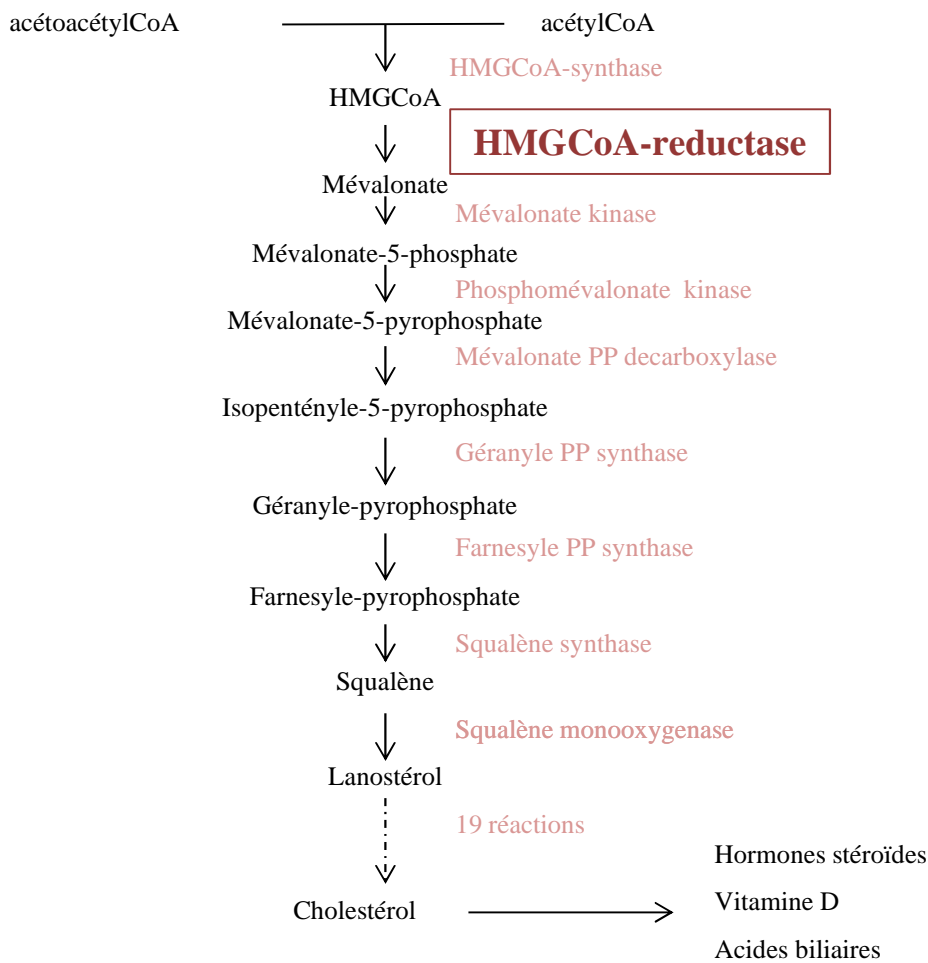 acétoacétylCoA
acétylCoA
HMGCoA-synthase
HMGCoA
HMGCoA-reductase
Mévalonate
Mévalonate kinase
Mévalonate-5-phosphate
Phosphomévalonate kinase
Mévalonate-5-pyrophosphate
Mévalonate PP decarboxylase
Isopentényle-5-pyrophosphate
Géranyle PP synthase
Géranyle-pyrophosphate
Farnesyle PP synthase
Farnesyle-pyrophosphate
Squalène synthase
Squalène
Squalène monooxygenase
Lanostérol
19 réactions
Hormones stéroïdes
Vitamine D
Cholestérol
Acides biliaires